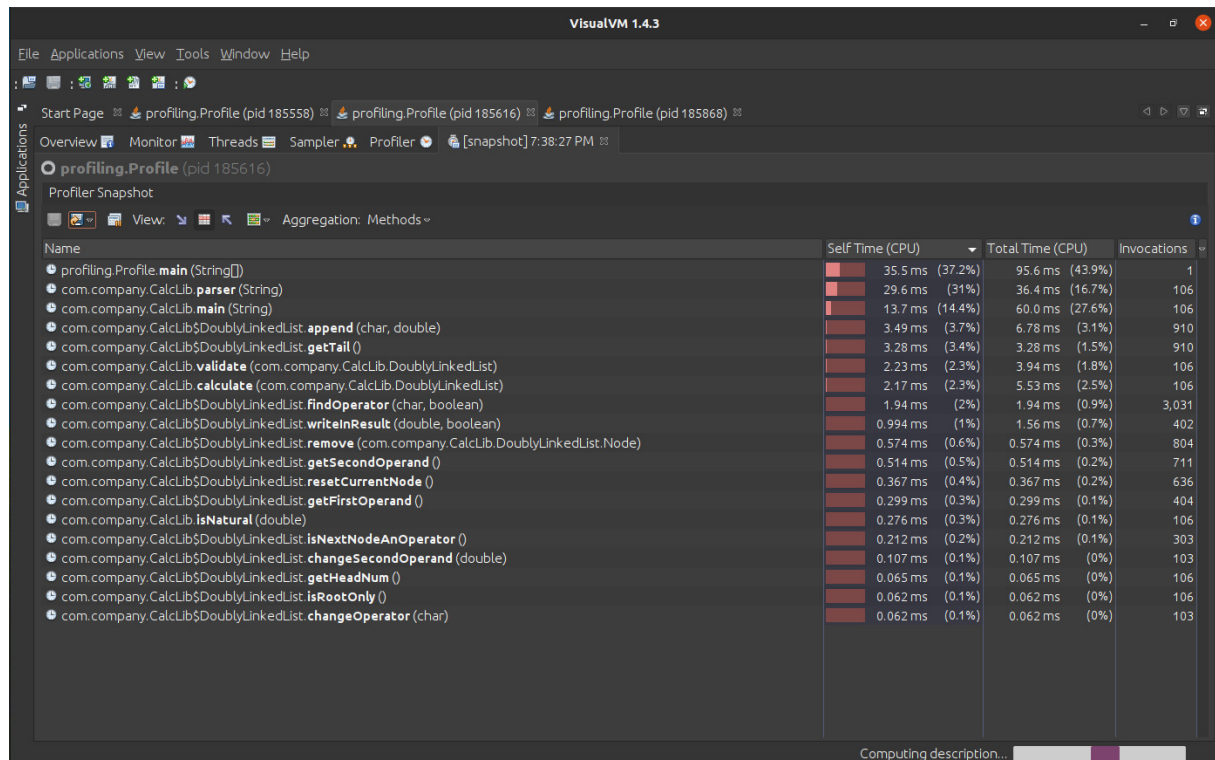 VisualVM 1.4.3
File Applications View Tools Window Help
Start Page profiling.Profile (pid 185558) profiling.Profile (pid 185616) profiling.Profile (pid 185868)
Applications
Overview Monitor Threads Sampler Profiler [snapshot] 7:38:27 PM
profiling.Profile (pid 185616)
Profiler Snapshot
View: Aggregation: Methods
Name Self Time (CPU) Total Time (CPU) Invocations
profiling.Profile.main (String[]) 35.5 ms (37.2%) 95.6 ms (43.9%) 1
com.company.CalcLib.parser (String) 29.6 ms (31%) 36.4 ms (16.7%) 106
com.company.CalcLib.main (String) 13.7 ms (14.4%) 60.0 ms (27.6%) 106
com.company.CalcLib$DoublyLinkedList.append (char, double) 3.49 ms (3.7%) 6.78 ms (3.1%) 910
com.company.CalcLib$DoublyLinkedList.getTail () 3.28 ms (3.4%) 3.28 ms (1.5%) 910
com.company.CalcLib.validate (com.company.CalcLib.DoublyLinkedList) 2.23 ms (2.3%) 3.94 ms (1.8%) 106
com.company.CalcLib.calculate (com.company.CalcLib.DoublyLinkedList) 2.17 ms (2.3%) 5.53 ms (2.5%) 106
com.company.CalcLib$DoublyLinkedList.findOperator (char, boolean) 1.94 ms (2%) 1.94 ms (0.9%) 3,031
com.company.CalcLib$DoublyLinkedList.writeInResult (double, boolean) 0.994 ms (1%) 1.56 ms (0.7%) 402
com.company.CalcLib$DoublyLinkedList.remove (com.company.CalcLib.DoublyLinkedList.Node) 0.574 ms (0.6%) 0.574 ms (0.3%) 804
com.company.CalcLib$DoublyLinkedList.getSecondOperand () 0.514 ms (0.5%) 0.514 ms (0.2%) 711
com.company.CalcLib$DoublyLinkedList.resetCurrentNode () 0.367 ms (0.4%) 0.367 ms (0.2%) 636
com.company.CalcLib$DoublyLinkedList.getFirstOperand () 0.299 ms (0.3%) 0.299 ms (0.1%) 404
com.company.CalcLib.isNatural (double) 0.276 ms (0.3%) 0.276 ms (0.1%) 106
com.company.CalcLib$DoublyLinkedList.isNextNodeAnOperator () 0.212 ms (0.2%) 0.212 ms (0.1%) 303
com.company.CalcLib$DoublyLinkedList.changeSecondOperand (double) 0.107 ms (0.1%) 0.107 ms (0%) 103
com.company.CalcLib$DoublyLinkedList.getHeadNum () 0.065 ms (0.1%) 0.065 ms (0%) 106
com.company.CalcLib$DoublyLinkedList.isRootOnly () 0.062 ms (0.1%) 0.062 ms (0%) 106
com.company.CalcLib$DoublyLinkedList.changeOperator (char) 0.062 ms (0.1%) 0.062 ms (0%) 103
Computing description...